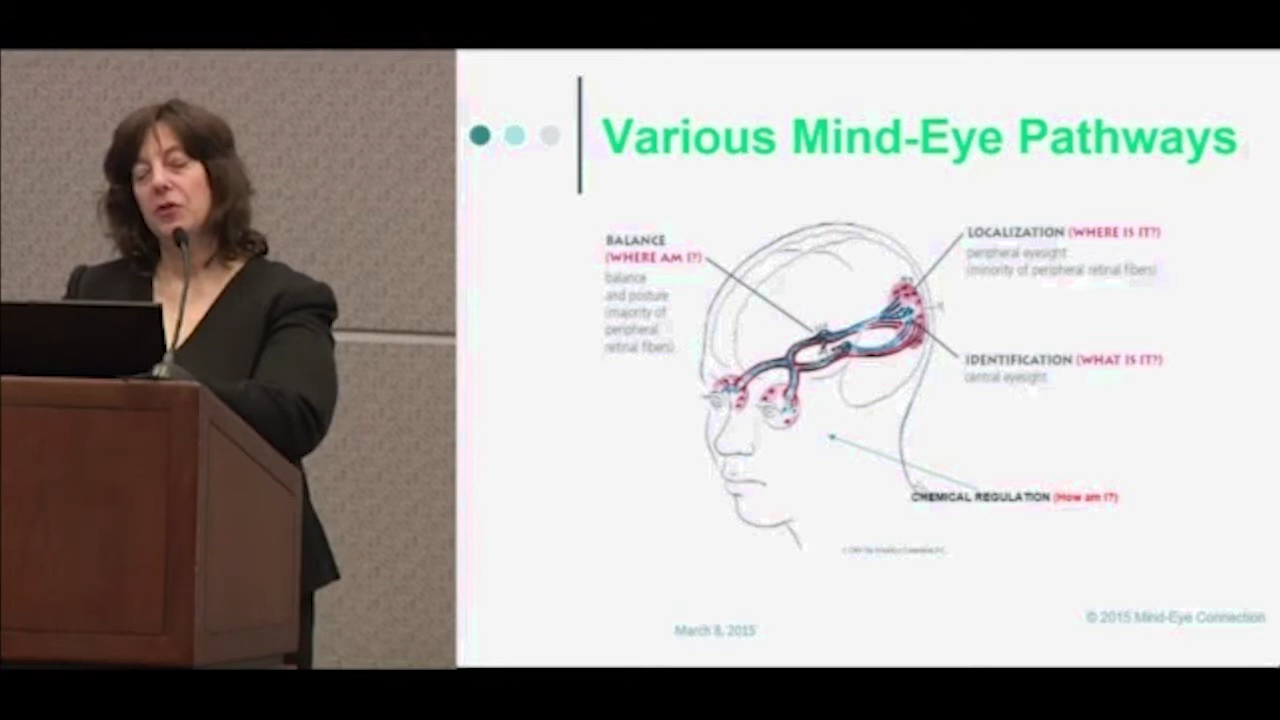 Various Mind-Eye Pathways
BALANCE
(WHERE AM I?)
balance
and posture
(majority of
peripheral
retinal fibers)
LOCALIZATION (WHERE IS IT?)
peripheral eyesight
(minority of peripheral retinal fibers)
IDENTIFICATION (WHAT IS IT?)
central eyesight
CHEMICAL REGULATION (How am I?)
March 8, 2015
© 2015 Mind-Eye Connection